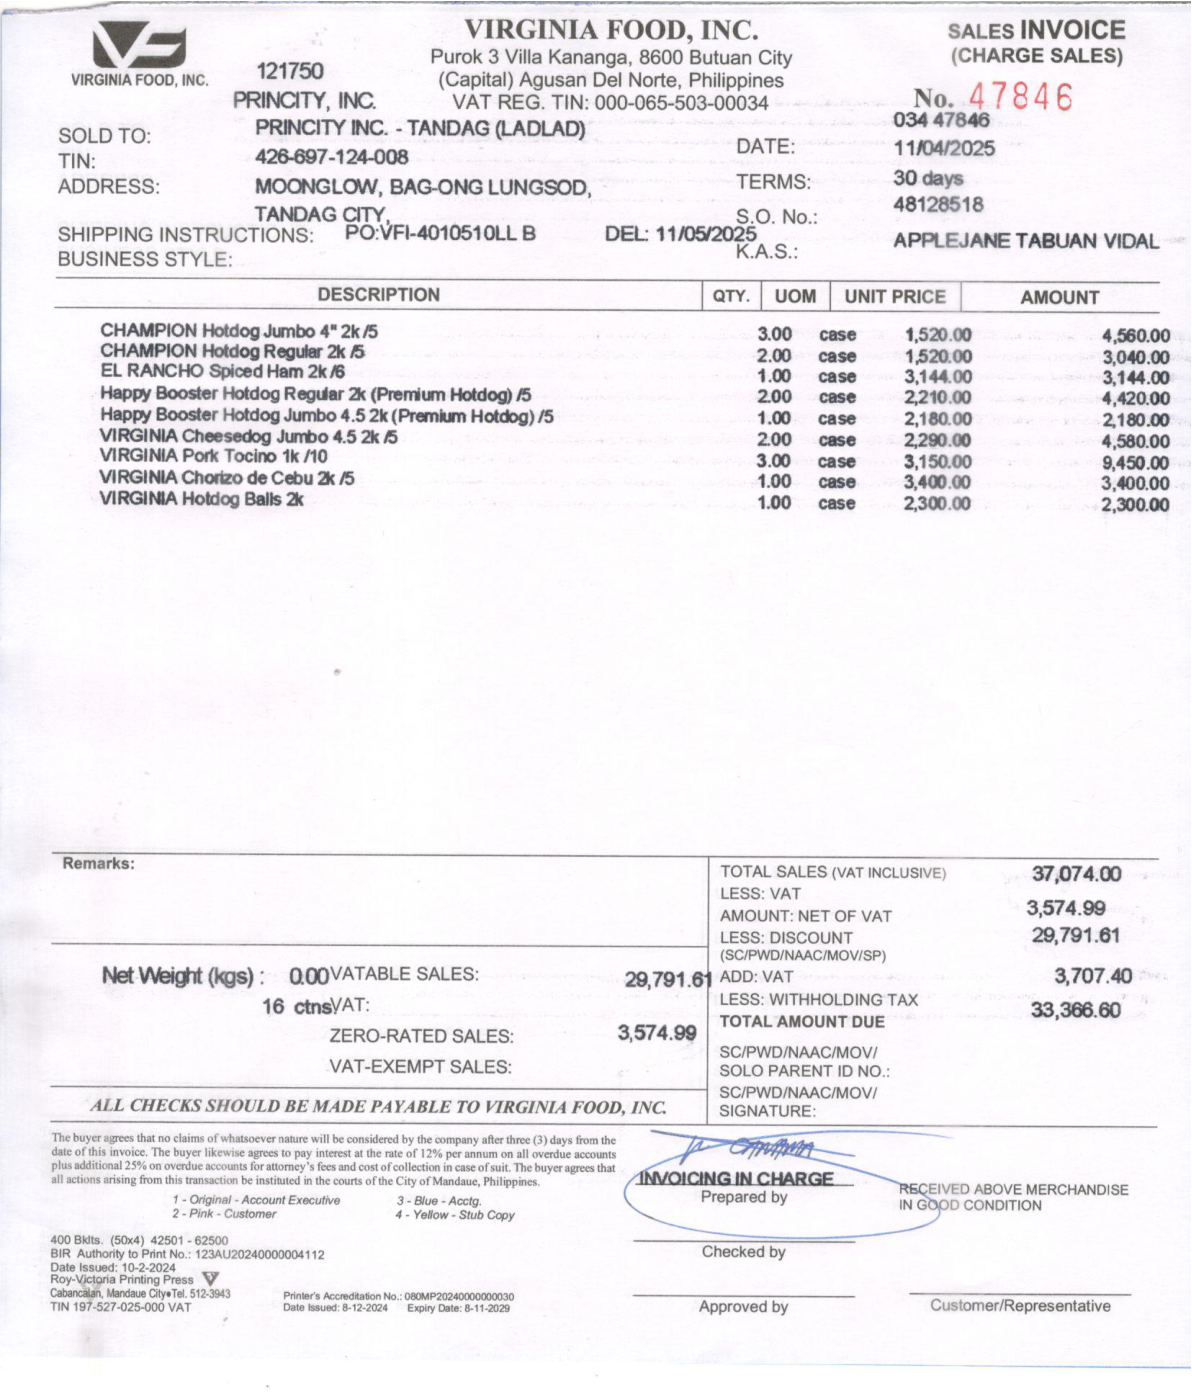 VIRGINIA FOOD, INC.
VIRGINIA FOOD, INC.
Purok 3 Villa Kananga, 8600 Butuan City
(Capital) Agusan Del Norte, Philippines
VAT REG. TIN: 000-065-503-00034
SALES INVOICE
(CHARGE SALES)
No. 47846
034 47846
121750
PRINCITY, INC.
SOLD TO: PRINCITY INC. - TANDAG (LADLAD)
TIN: 426-697-124-008
ADDRESS: MOONGLOW, BAG-ONG LUNGSOD,
TANDAG CITY,
SHIPPING INSTRUCTIONS: PO:VFI-4010510LL B DEL: 11/05/2025
BUSINESS STYLE:
DATE: 11/04/2025
TERMS: 30 days
S.O. No.: 48128518
K.A.S.: APPLEJANE TABUAN VIDAL
DESCRIPTION QTY. UOM UNIT PRICE AMOUNT
CHAMPION Hotdog Jumbo 4" 2k /5 3.00 case 1,520.00 4,560.00
CHAMPION Hotdog Regular 2k /5 2.00 case 1,520.00 3,040.00
EL RANCHO Spiced Ham 2k /6 1.00 case 3,144.00 3,144.00
Happy Booster Hotdog Regular 2k (Premium Hotdog) /5 2.00 case 2,210.00 4,420.00
Happy Booster Hotdog Jumbo 4.5 2k (Premium Hotdog) /5 1.00 case 2,180.00 2,180.00
VIRGINIA Cheesedog Jumbo 4.5 2k /5 2.00 case 2,290.00 4,580.00
VIRGINIA Pork Tocino 1k /10 3.00 case 3,150.00 9,450.00
VIRGINIA Chorizo de Cebu 2k /5 1.00 case 3,400.00 3,400.00
VIRGINIA Hotdog Balls 2k 1.00 case 2,300.00 2,300.00
Remarks:
Net Weight (kgs) : 0.00 VATABLE SALES: 29,791.61
16 ctns VAT:
ZERO-RATED SALES: 3,574.99
VAT-EXEMPT SALES:
TOTAL SALES (VAT INCLUSIVE) 37,074.00
LESS: VAT
AMOUNT: NET OF VAT 3,574.99
LESS: DISCOUNT 29,791.61
(SC/PWD/NAAC/MOV/SP)
ADD: VAT 3,707.40
LESS: WITHHOLDING TAX
TOTAL AMOUNT DUE 33,366.60
SC/PWD/NAAC/MOV/
SOLO PARENT ID NO.:
SC/PWD/NAAC/MOV/
SIGNATURE:
ALL CHECKS SHOULD BE MADE PAYABLE TO VIRGINIA FOOD, INC.
The buyer agrees that no claims of whatsoever nature will be considered by the company after three (3) days from the
date of this invoice. The buyer likewise agrees to pay interest at the rate of 12% per annum on all overdue accounts
plus additional 25% on overdue accounts for attorney's fees and cost of collection in case of suit. The buyer agrees that
all actions arising from this transaction be instituted in the courts of the City of Mandaue, Philippines.
1 - Original - Account Executive 3 - Blue - Acctg.
2 - Pink - Customer 4 - Yellow - Stub Copy
400 Bklts. (50x4) 42501 - 62500
BIR Authority to Print No.: 123AU20240000004112
Date Issued: 10-2-2024
Roy-Victoria Printing Press
Cabancalan, Mandaue City•Tel. 512-3943
TIN 197-527-025-000 VAT
Printer's Accreditation No.: 080MP20240000000030
Date Issued: 8-12-2024 Expiry Date: 8-11-2029
INVOICING IN CHARGE
Prepared by
Checked by
Approved by
RECEIVED ABOVE MERCHANDISE
IN GOOD CONDITION
Customer/Representative